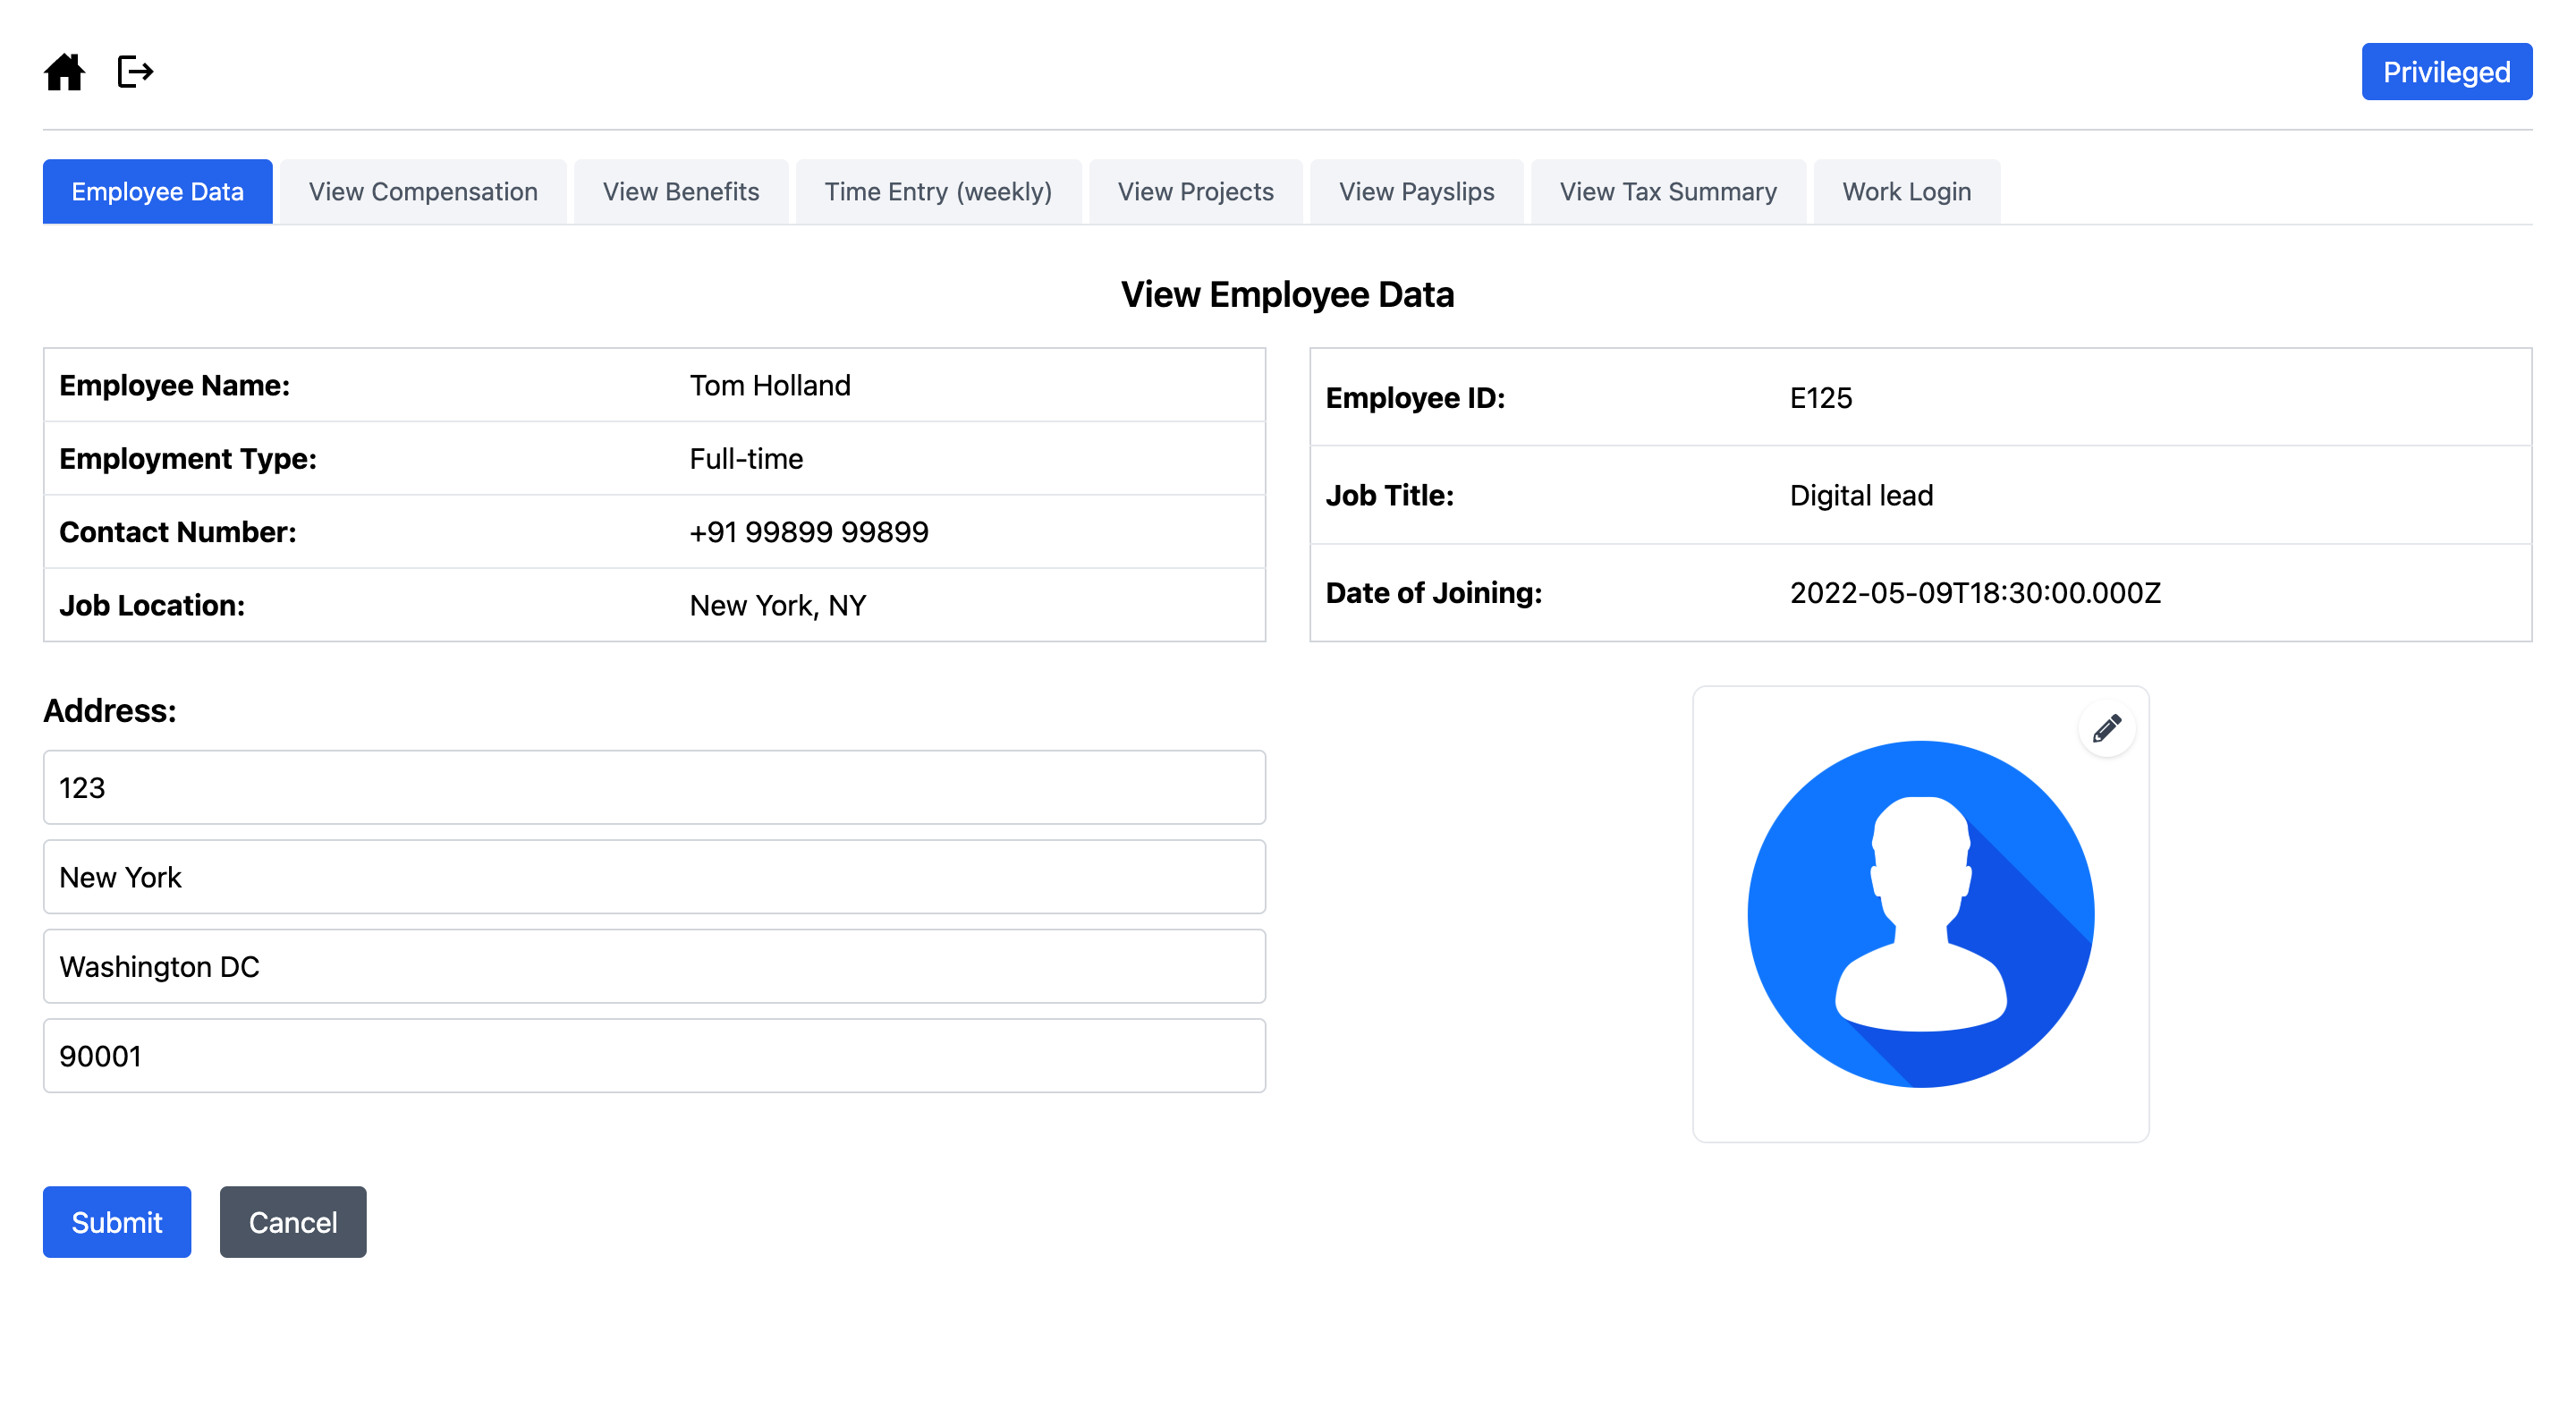 Privileged
Employee Data View Compensation View Benefits Time Entry (weekly) View Projects View Payslips View Tax Summary Work Login
View Employee Data
Employee Name: Tom Holland
Employment Type: Full-time
Contact Number: +91 99899 99899
Job Location: New York, NY
Employee ID: E125
Job Title: Digital lead
Date of Joining: 2022-05-09T18:30:00.000Z
Address:
123
New York
Washington DC
90001
Submit Cancel